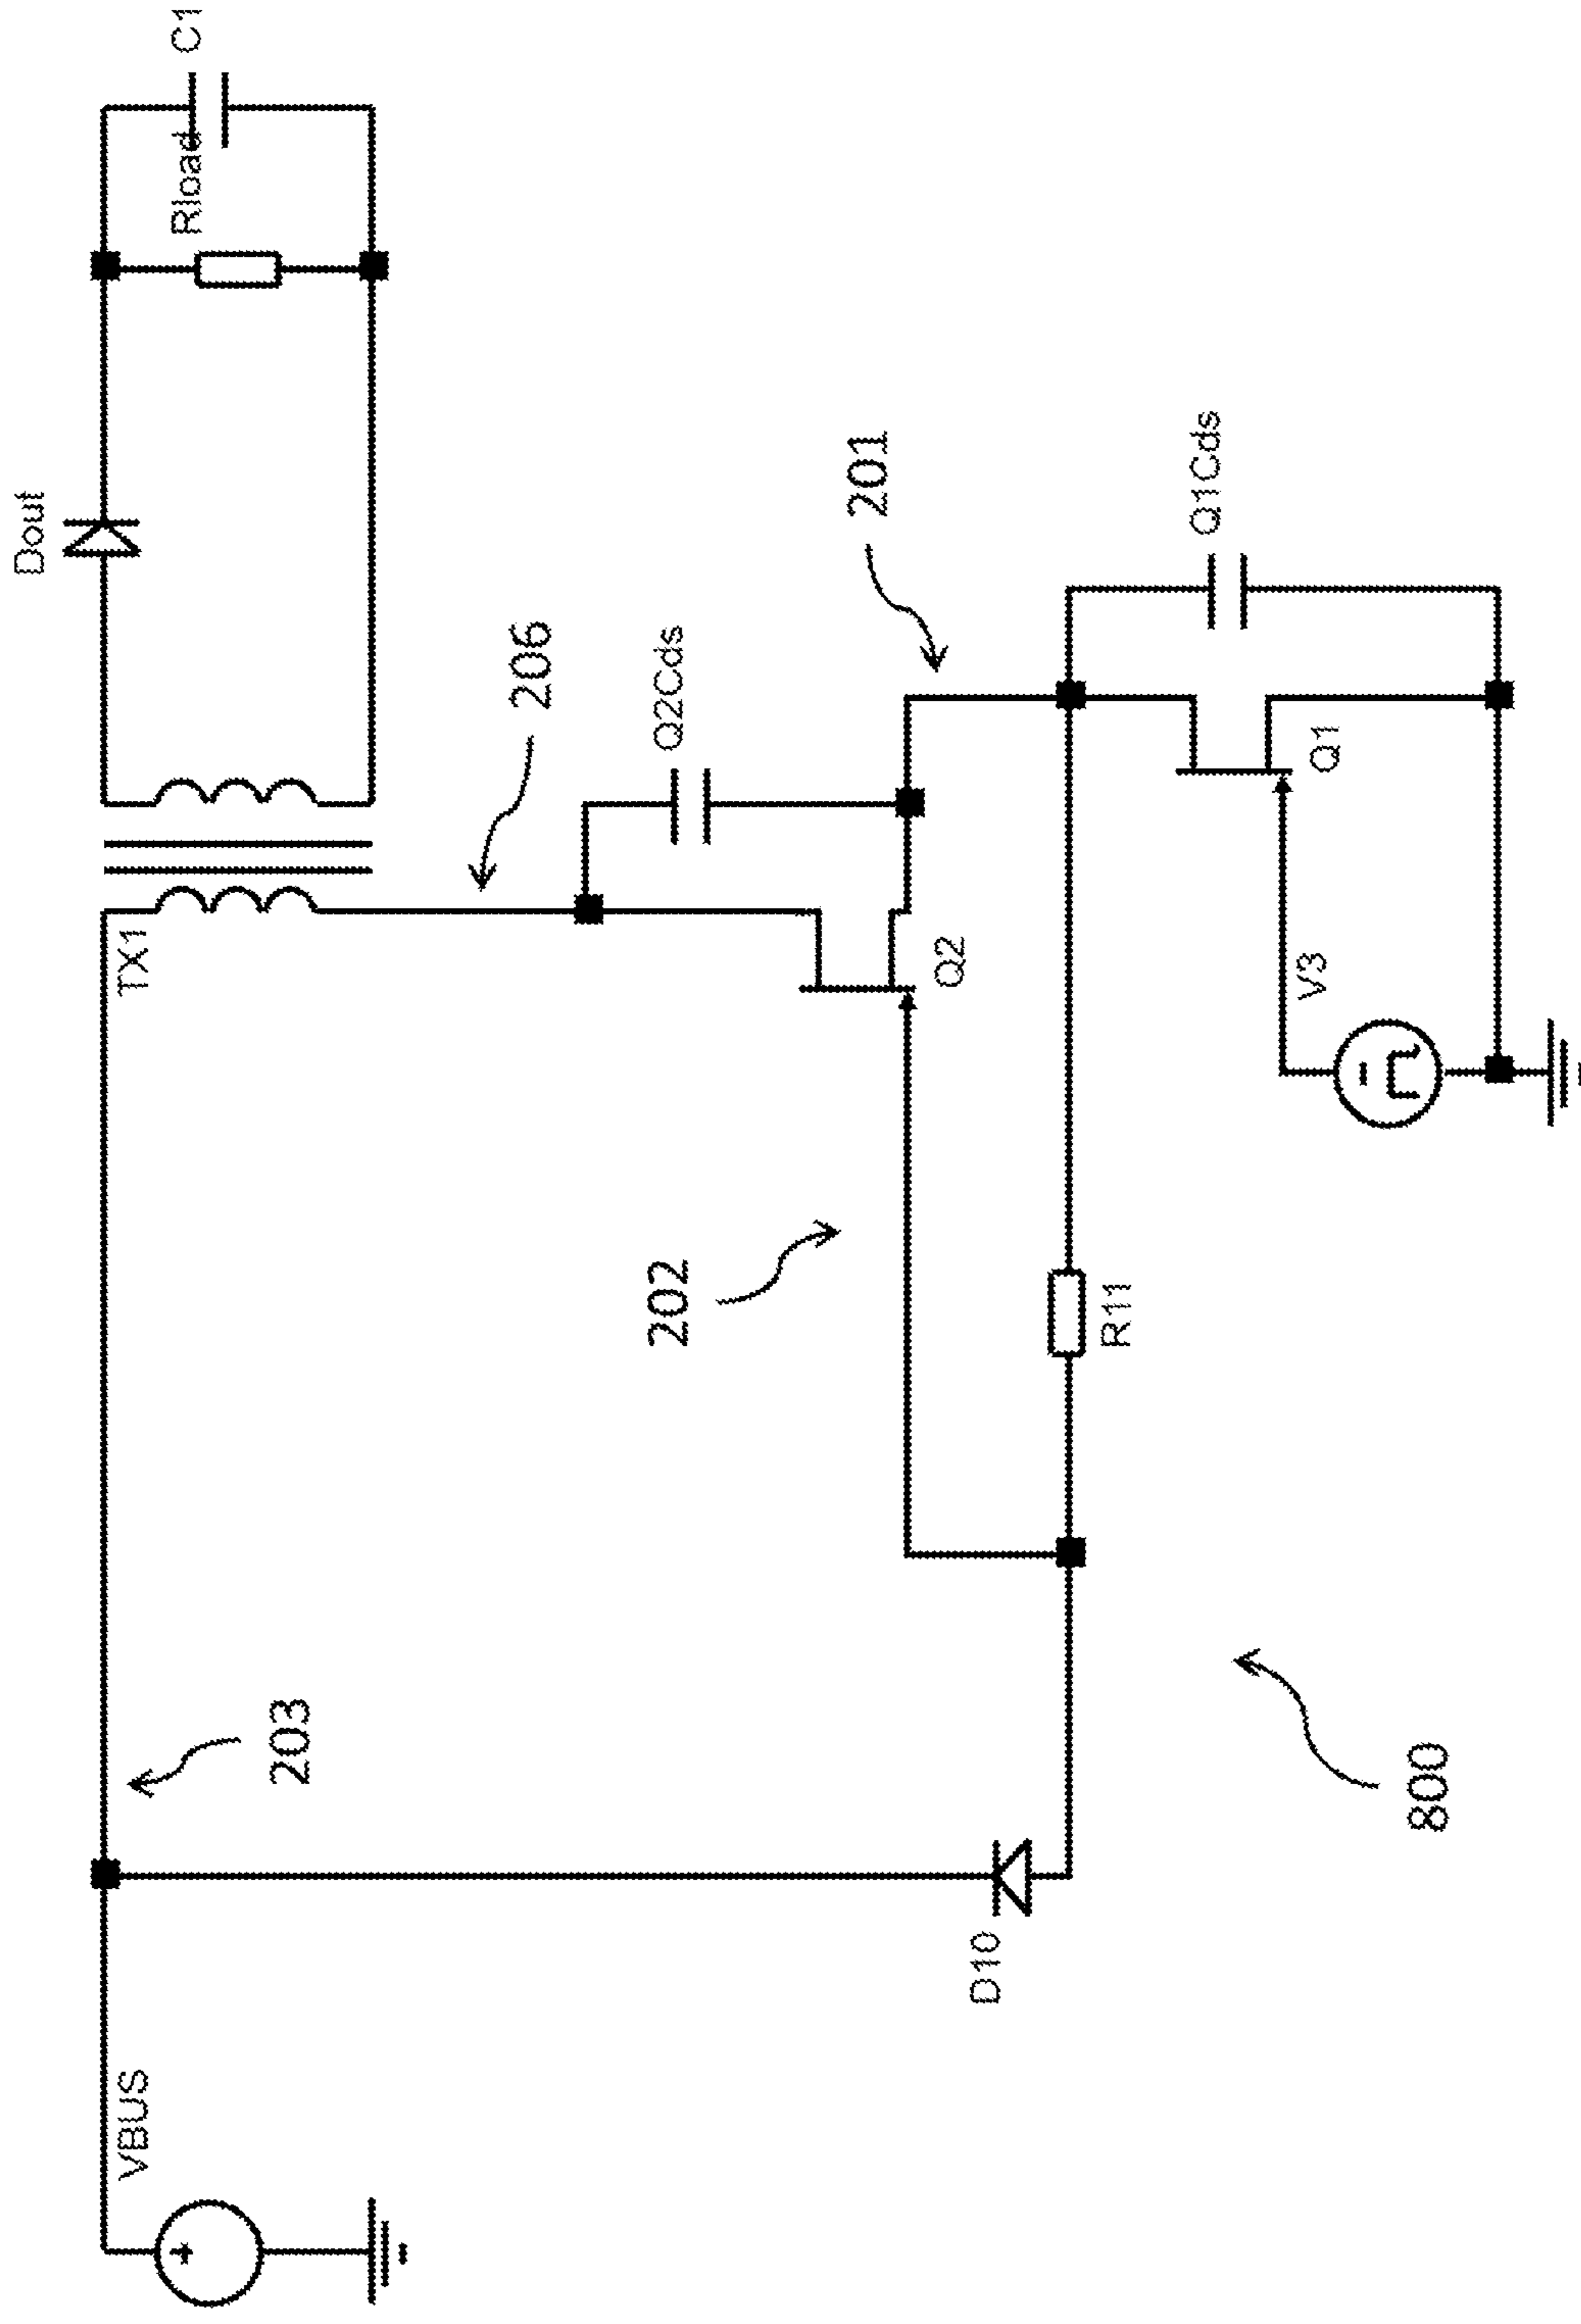 VBUS
203
D10
800
TX1
202
R11
Q2
V3
Q1
206
Q2Cds
201
Q1Cds
Dout
Rload
C1